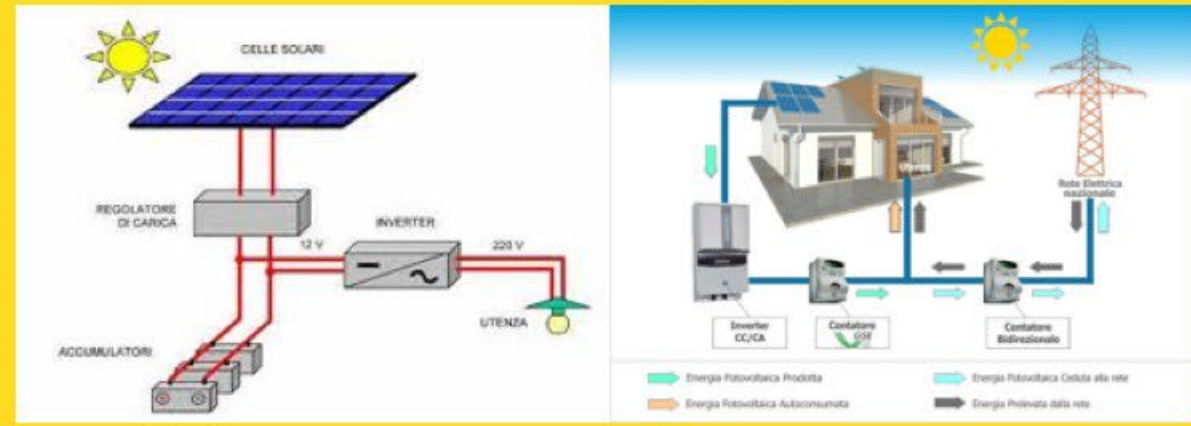 CELLE SOLARI
REGOLATORE
DI CARICA
12 V
INVERTER
220 V
UTENZA
ACCUMULATORI
Rete Elettrica
nazionale
Inverter
CC/CA
Contatore
Contatore
Bidirezionale
Energia Fotovoltaica Prodotta
Energia Fotovoltaica Ceduta alla rete
Energia Fotovoltaica Autoconsumata
Energia Prelevata dalla rete